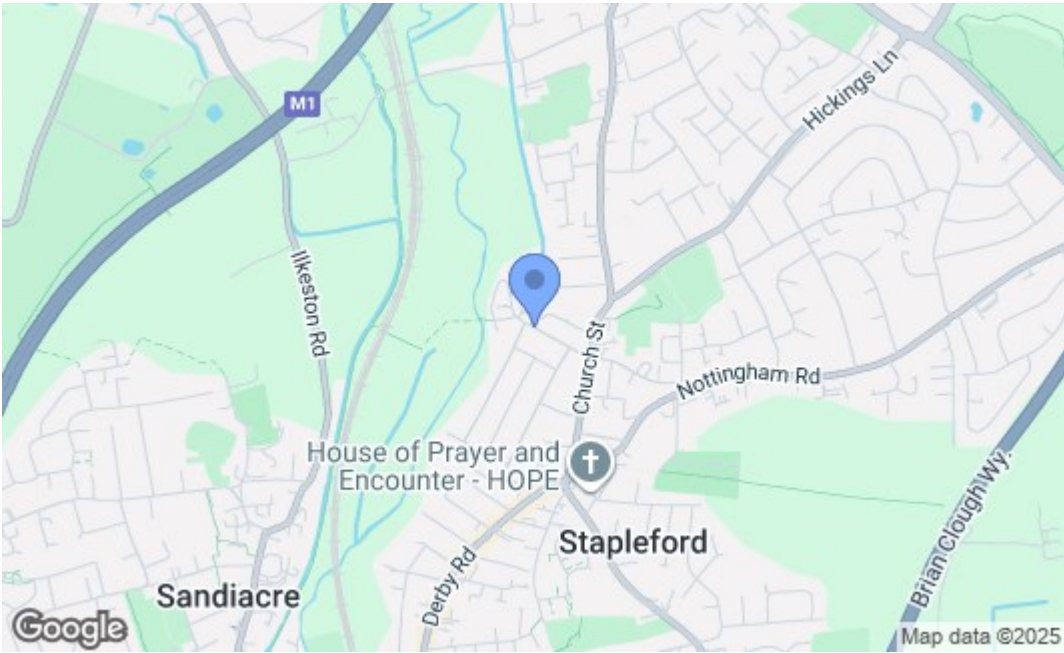 M1
Hickings Ln
Ilkeston Rd
Church St
Nottingham Rd
House of Prayer and
Encounter - HOPE
Stapleford
Derby Rd
Brian Clough Wy.
Sandiacre
Google
Map data ©2025